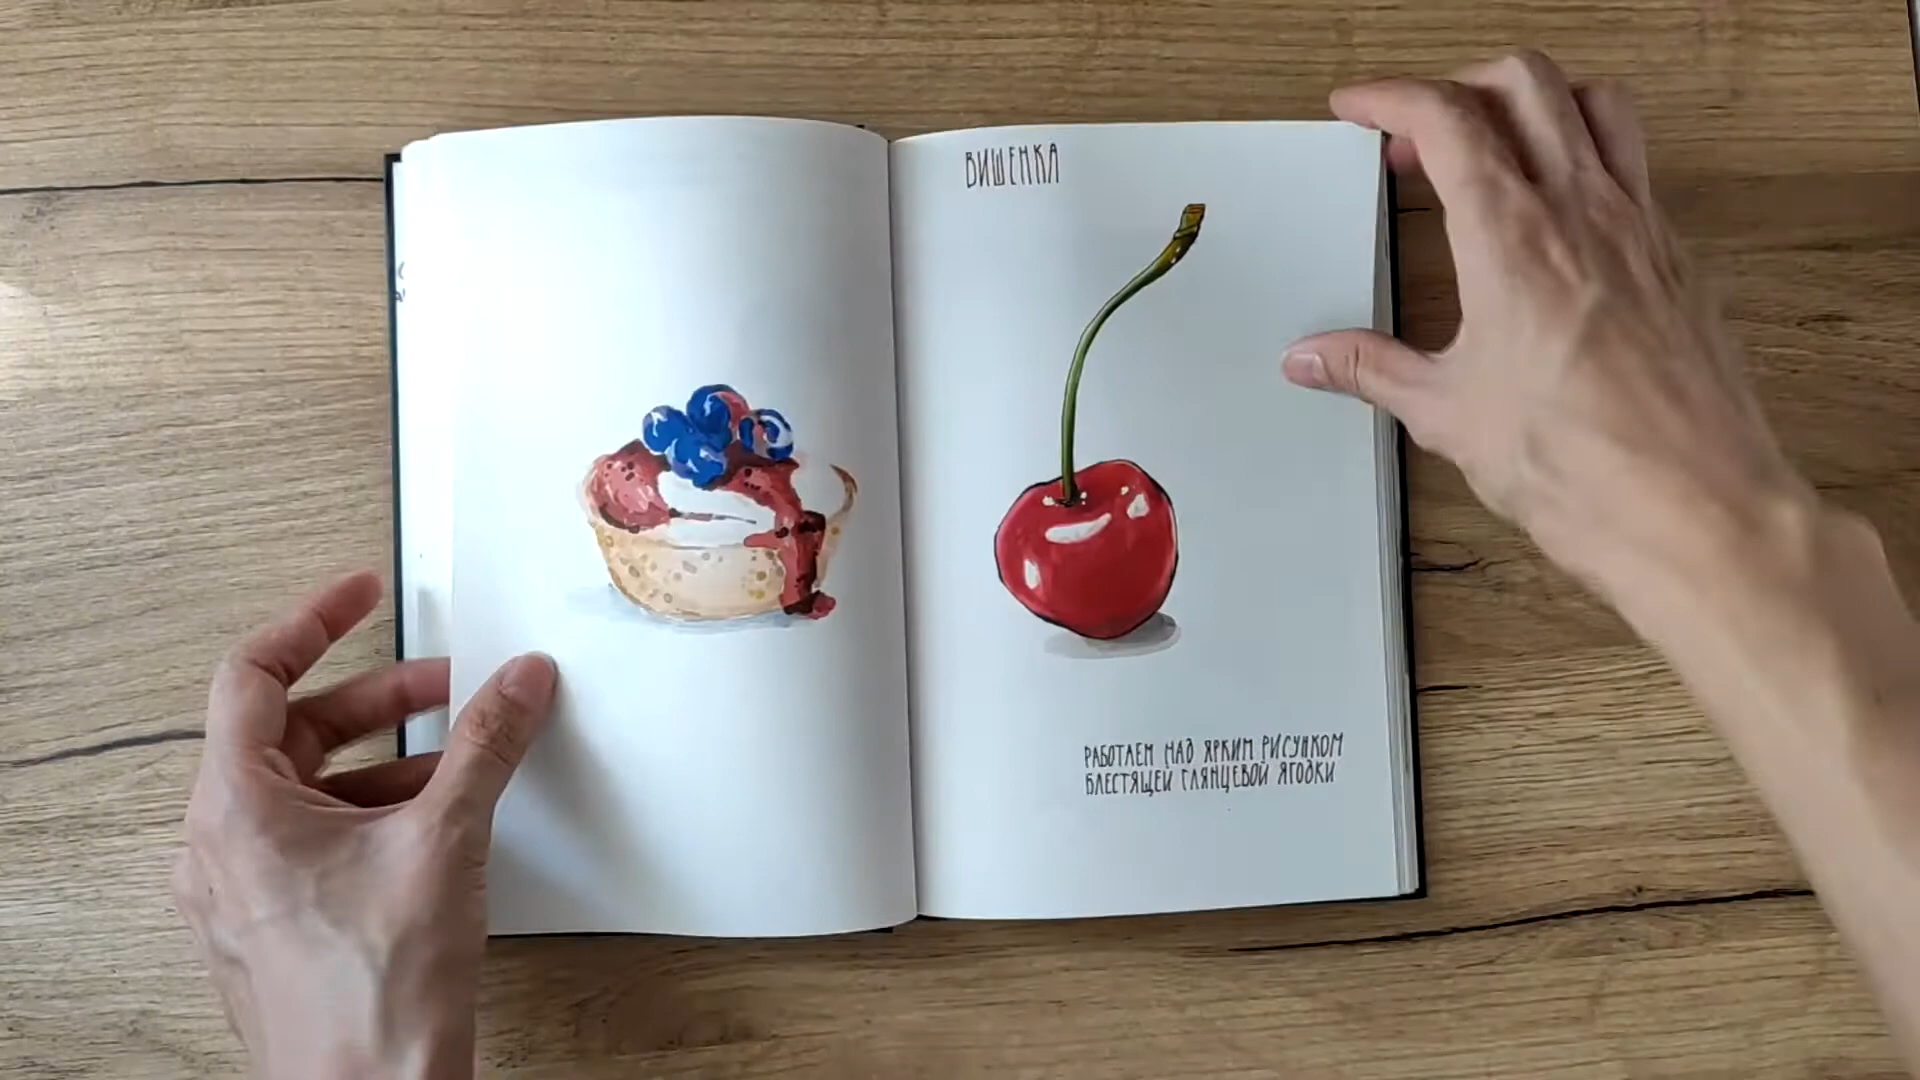 ВИШЕНКА
РАБОТАЕМ НАД ЯРКИМ РИСУНКОМ
БЛЕСТЯЩЕЙ ГЛЯНЦЕВОЙ ЯГОДКИ